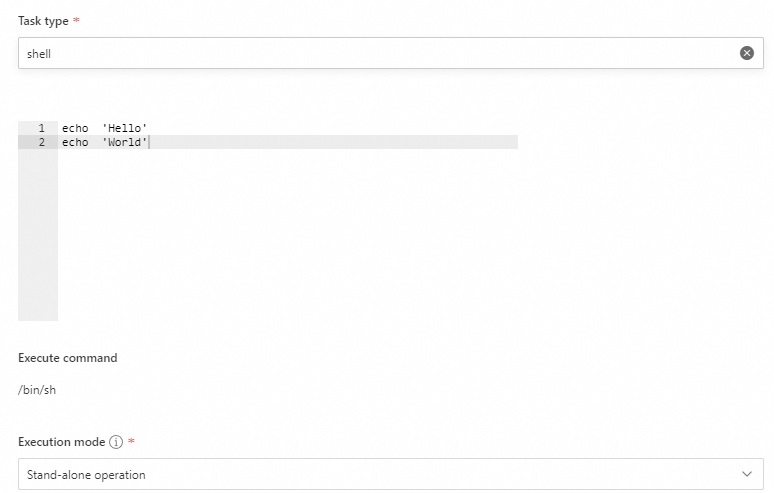 Task type *
shell
1 echo  'Hello'
2 echo  'World'
Execute command
/bin/sh
Execution mode *
Stand-alone operation